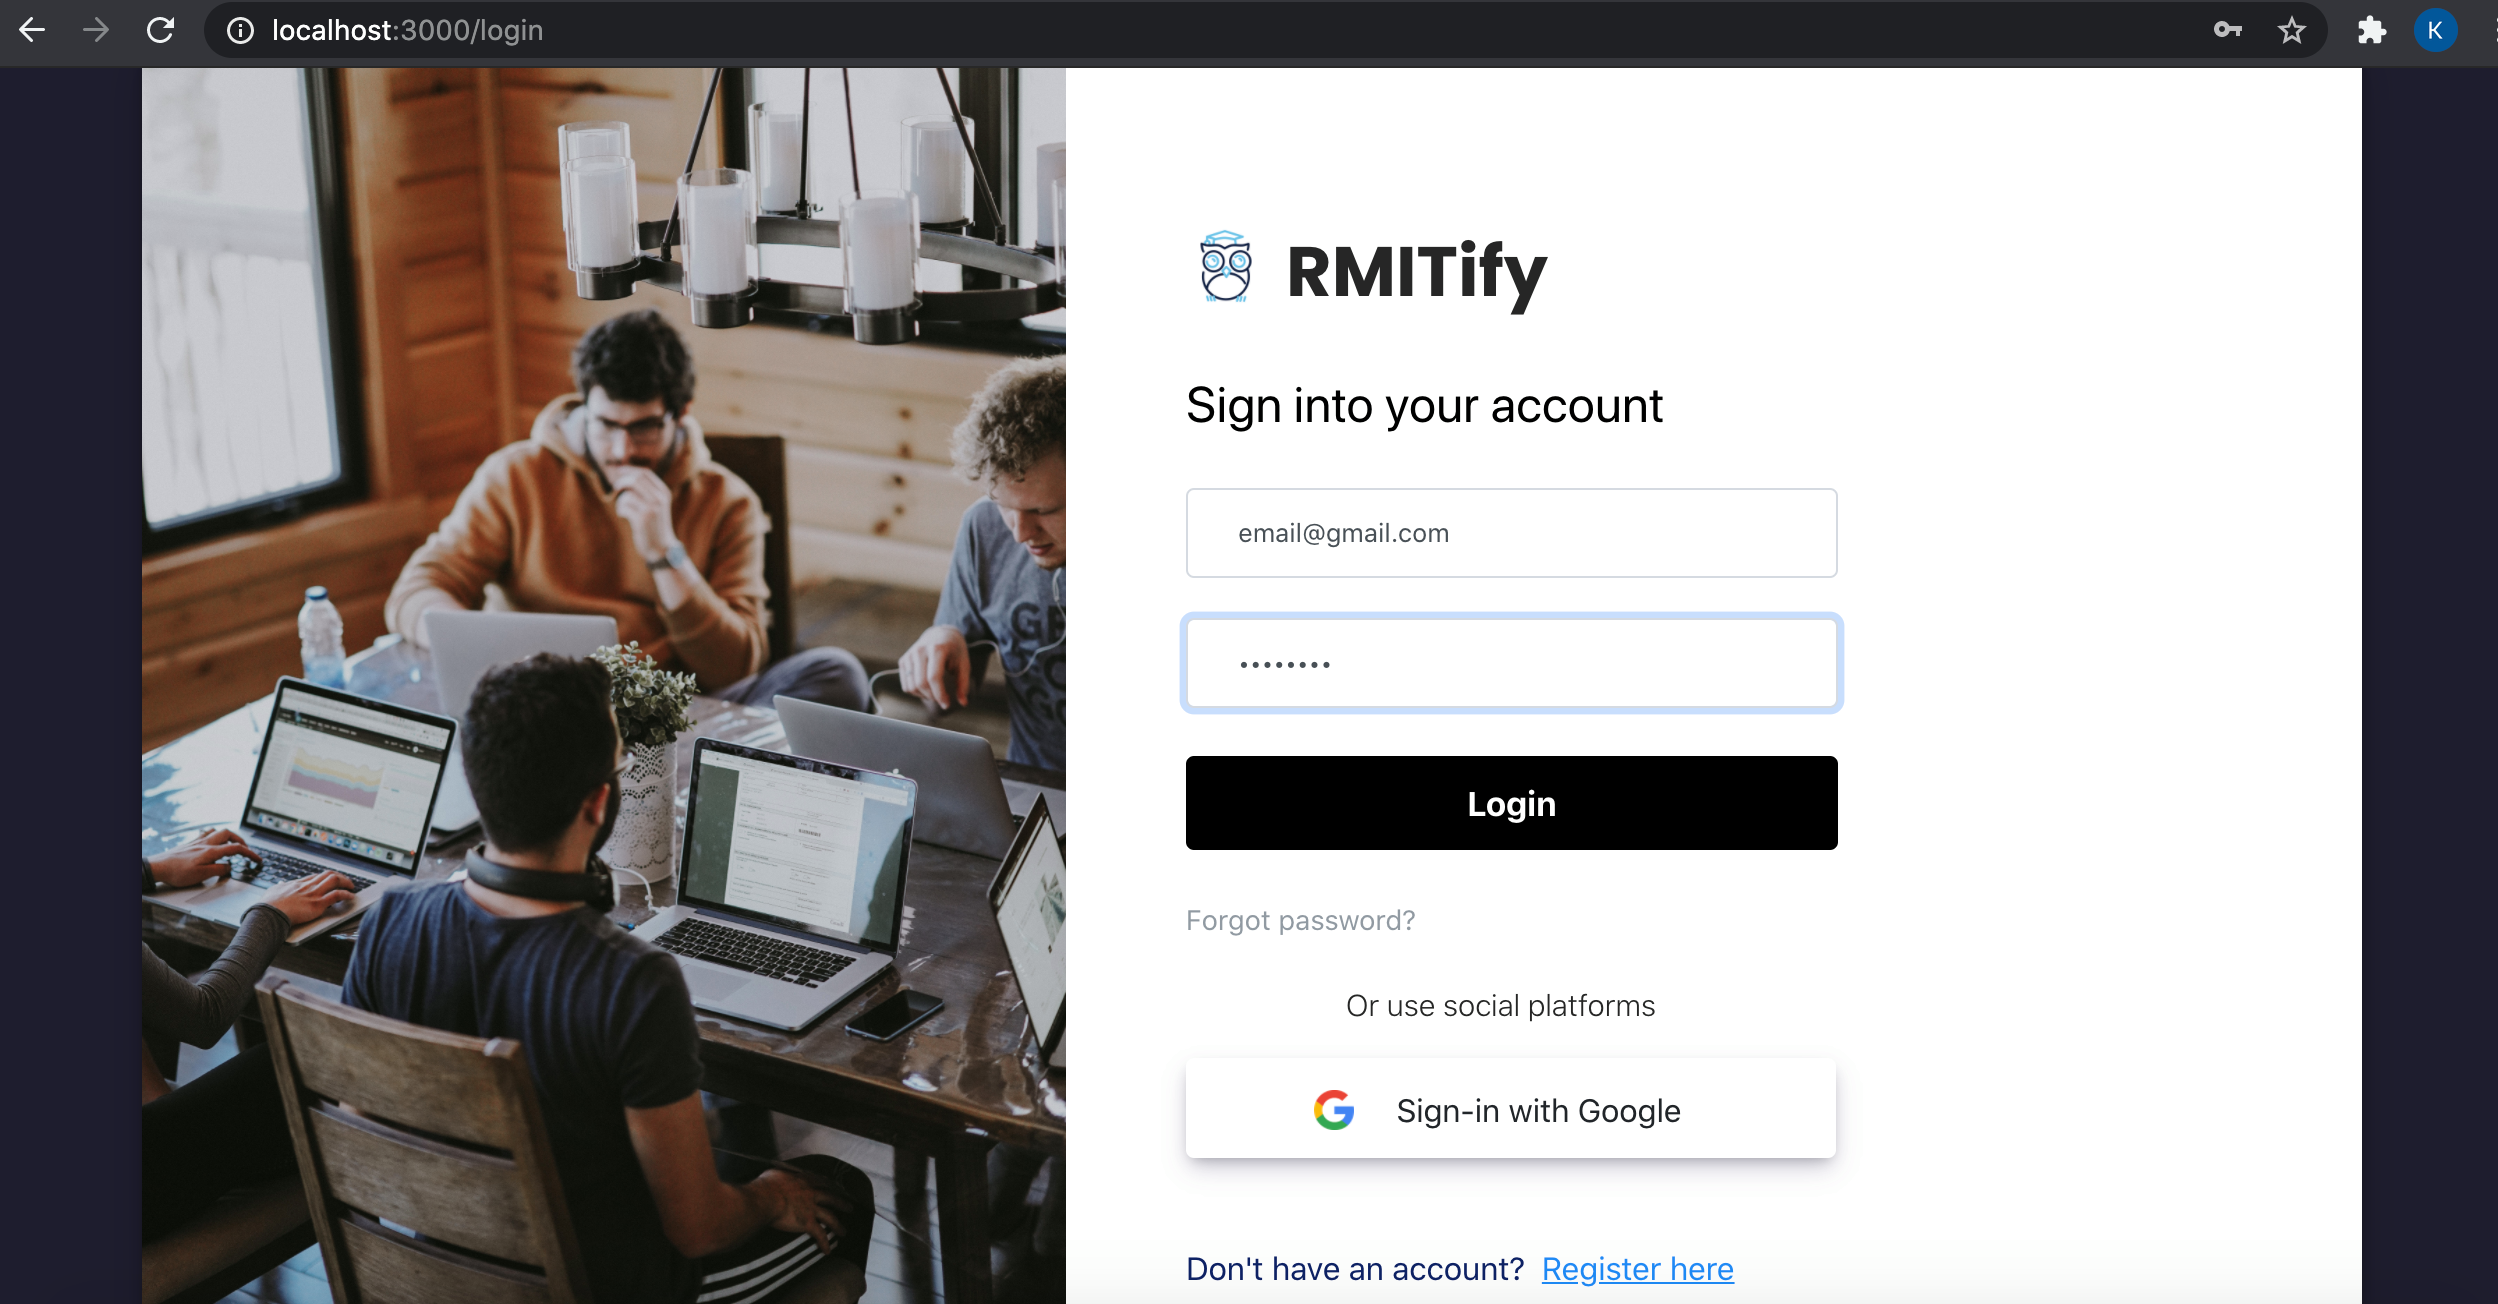 localhost:3000/login
K
RMITify
Sign into your account
email@gmail.com
••••••••
Login
Forgot password?
Or use social platforms
Sign-in with Google
Don't have an account? Register here